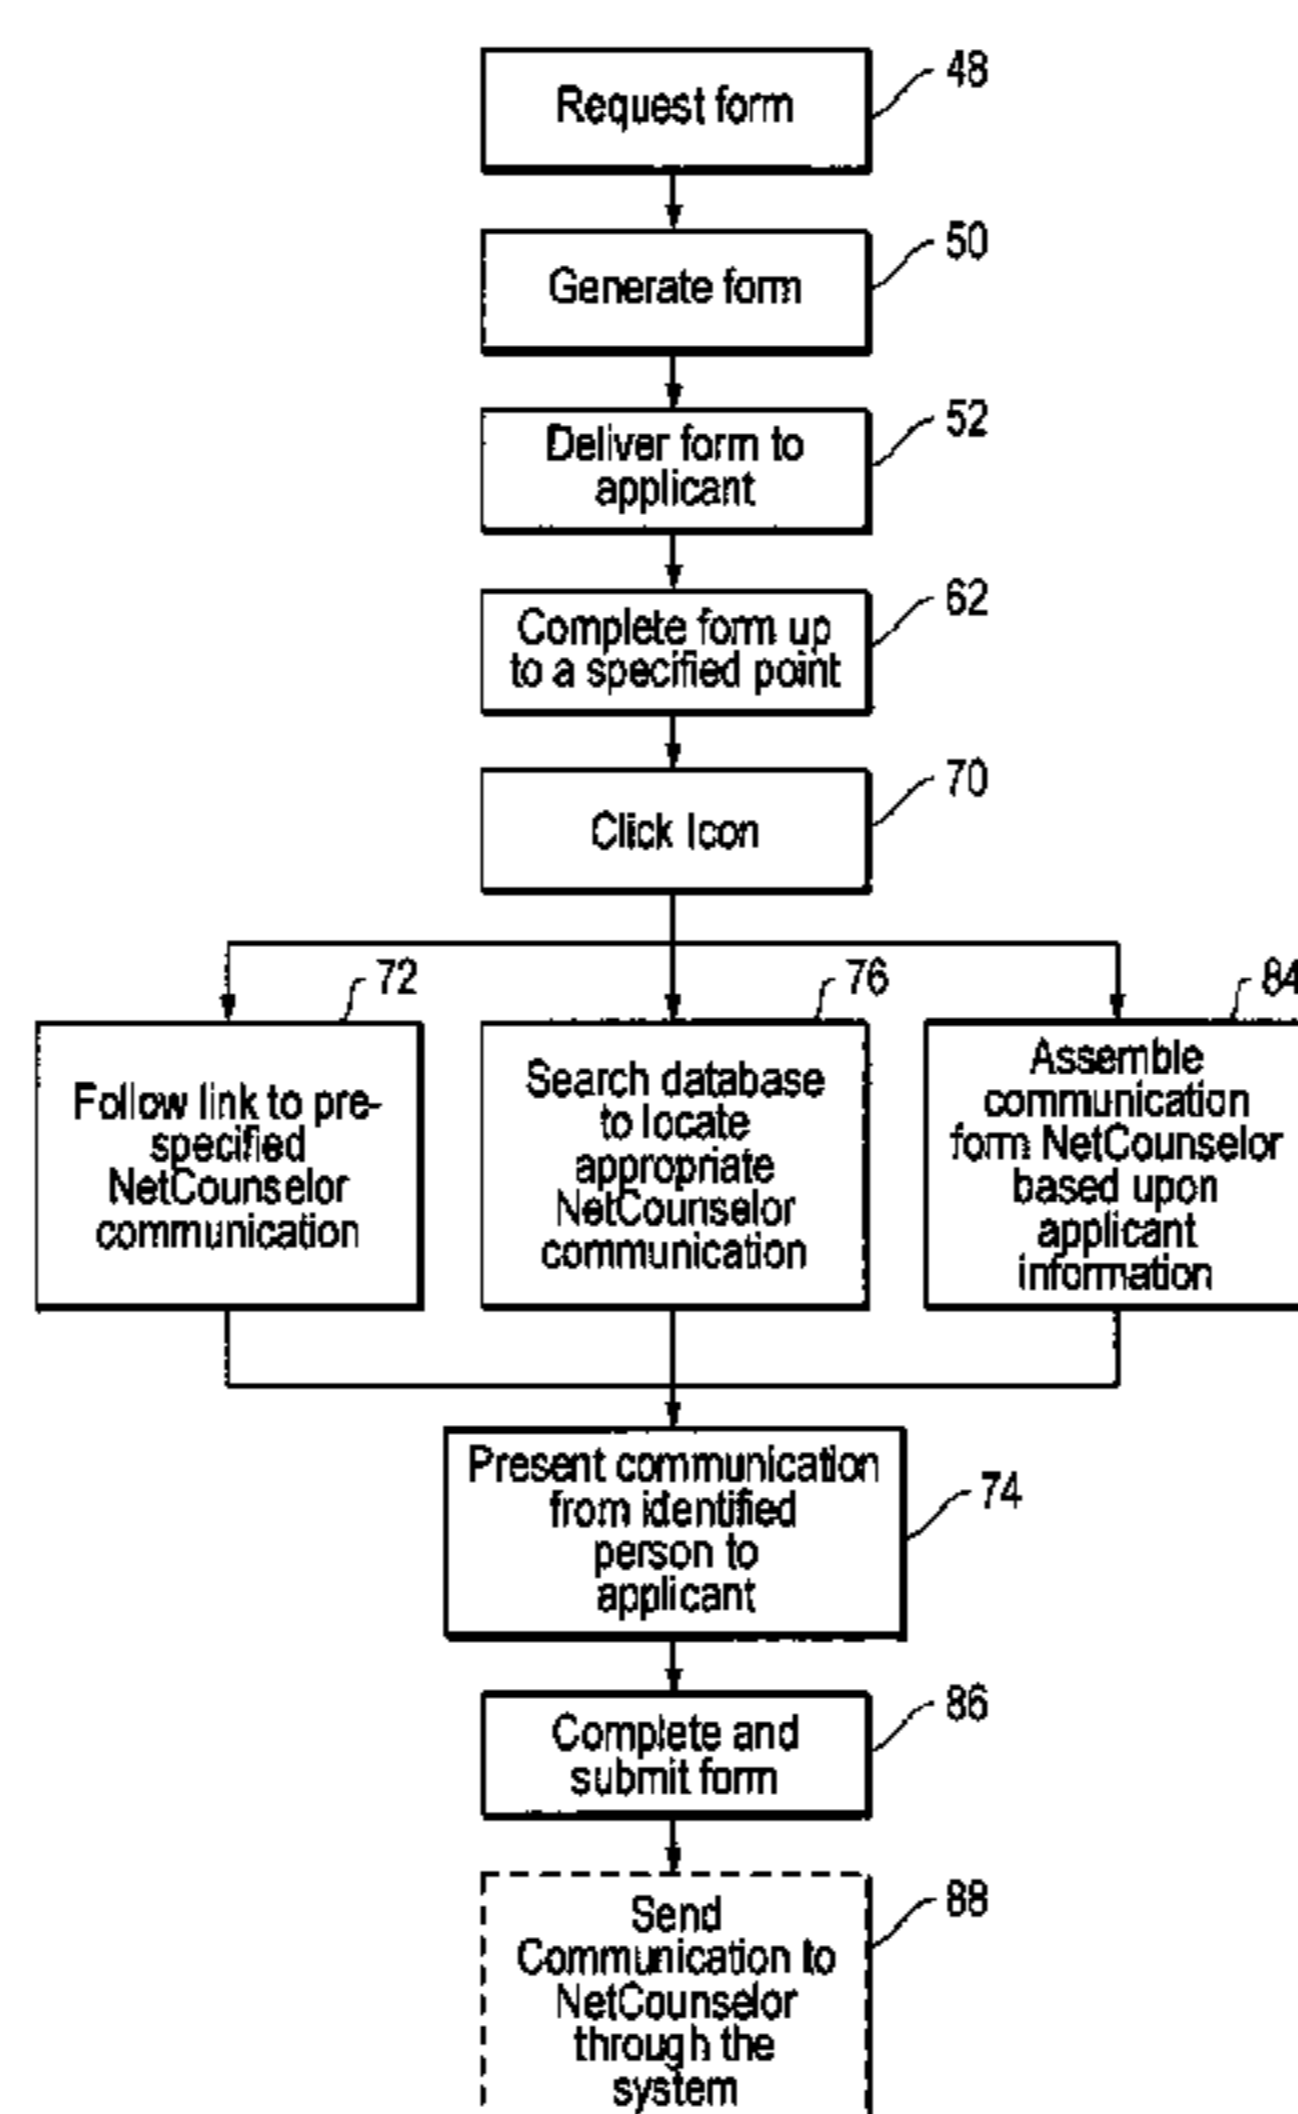 Request form
48
Generate form
50
Deliver form to
applicant
52
Complete form up
to a specified point
62
Click Icon
70
72
Follow link to pre-
specified
NetCounselor
communication
76
Search database
to locate
appropriate
NetCounselor
communication
84
Assemble
communication
form NetCounselor
based upon
applicant
information
Present communication
from identified
person to
applicant
74
Complete and
submit form
86
Send
Communication to
NetCounselor
through the
system
88